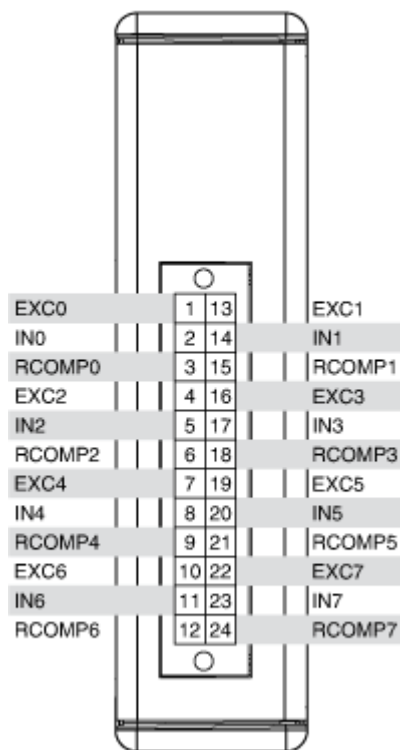 EXC0 1 13 EXC1
IN0 2 14 IN1
RCOMP0 3 15 RCOMP1
EXC2 4 16 EXC3
IN2 5 17 IN3
RCOMP2 6 18 RCOMP3
EXC4 7 19 EXC5
IN4 8 20 IN5
RCOMP4 9 21 RCOMP5
EXC6 10 22 EXC7
IN6 11 23 IN7
RCOMP6 12 24 RCOMP7